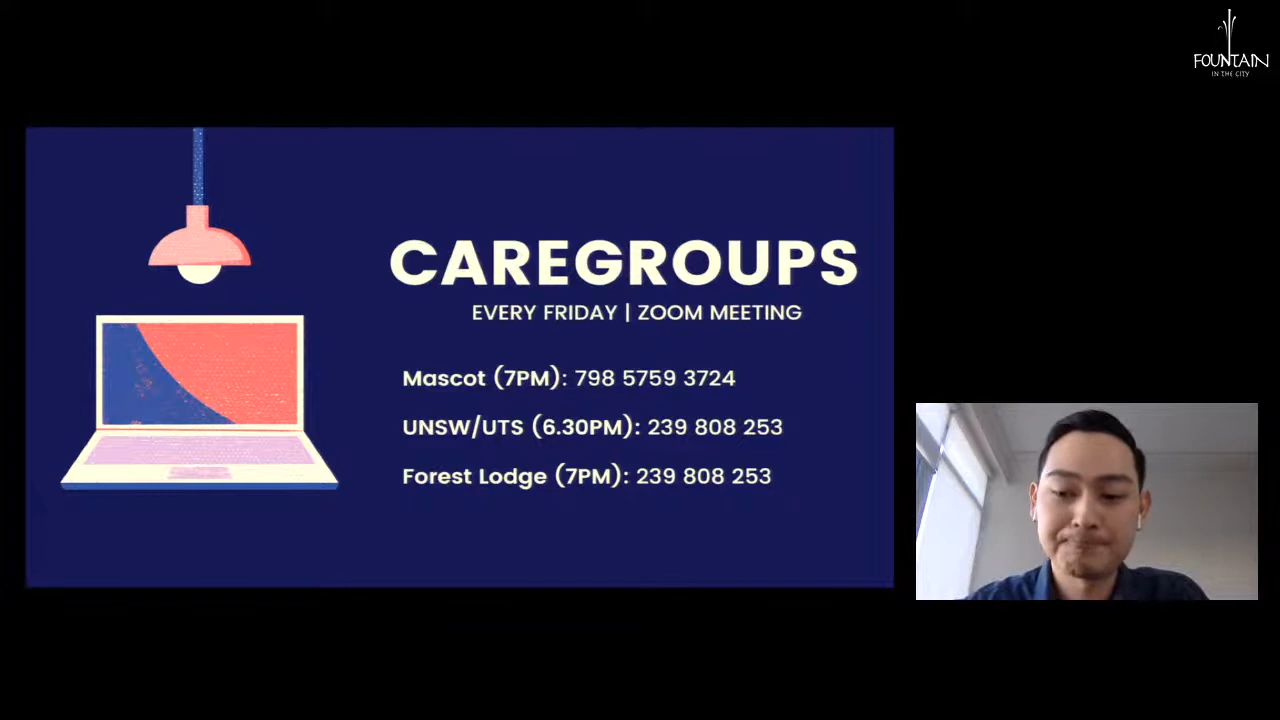 FOUNTAIN
IN THE CITY
CAREGROUPS
EVERY FRIDAY | ZOOM MEETING
Mascot (7PM): 798 5759 3724
UNSW/UTS (6.30PM): 239 808 253
Forest Lodge (7PM): 239 808 253